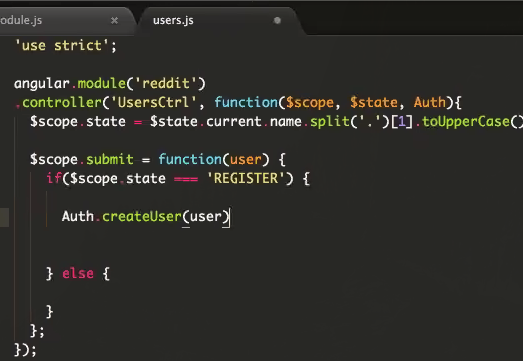 odule.js × users.js
'use strict';
angular.module('reddit')
.controller('UsersCtrl', function($scope, $state, Auth){
$scope.state = $state.current.name.split('.')[1].toUpperCase()
$scope.submit = function(user) {
if($scope.state === 'REGISTER') {
Auth.createUser(user)
} else {
}
};
});